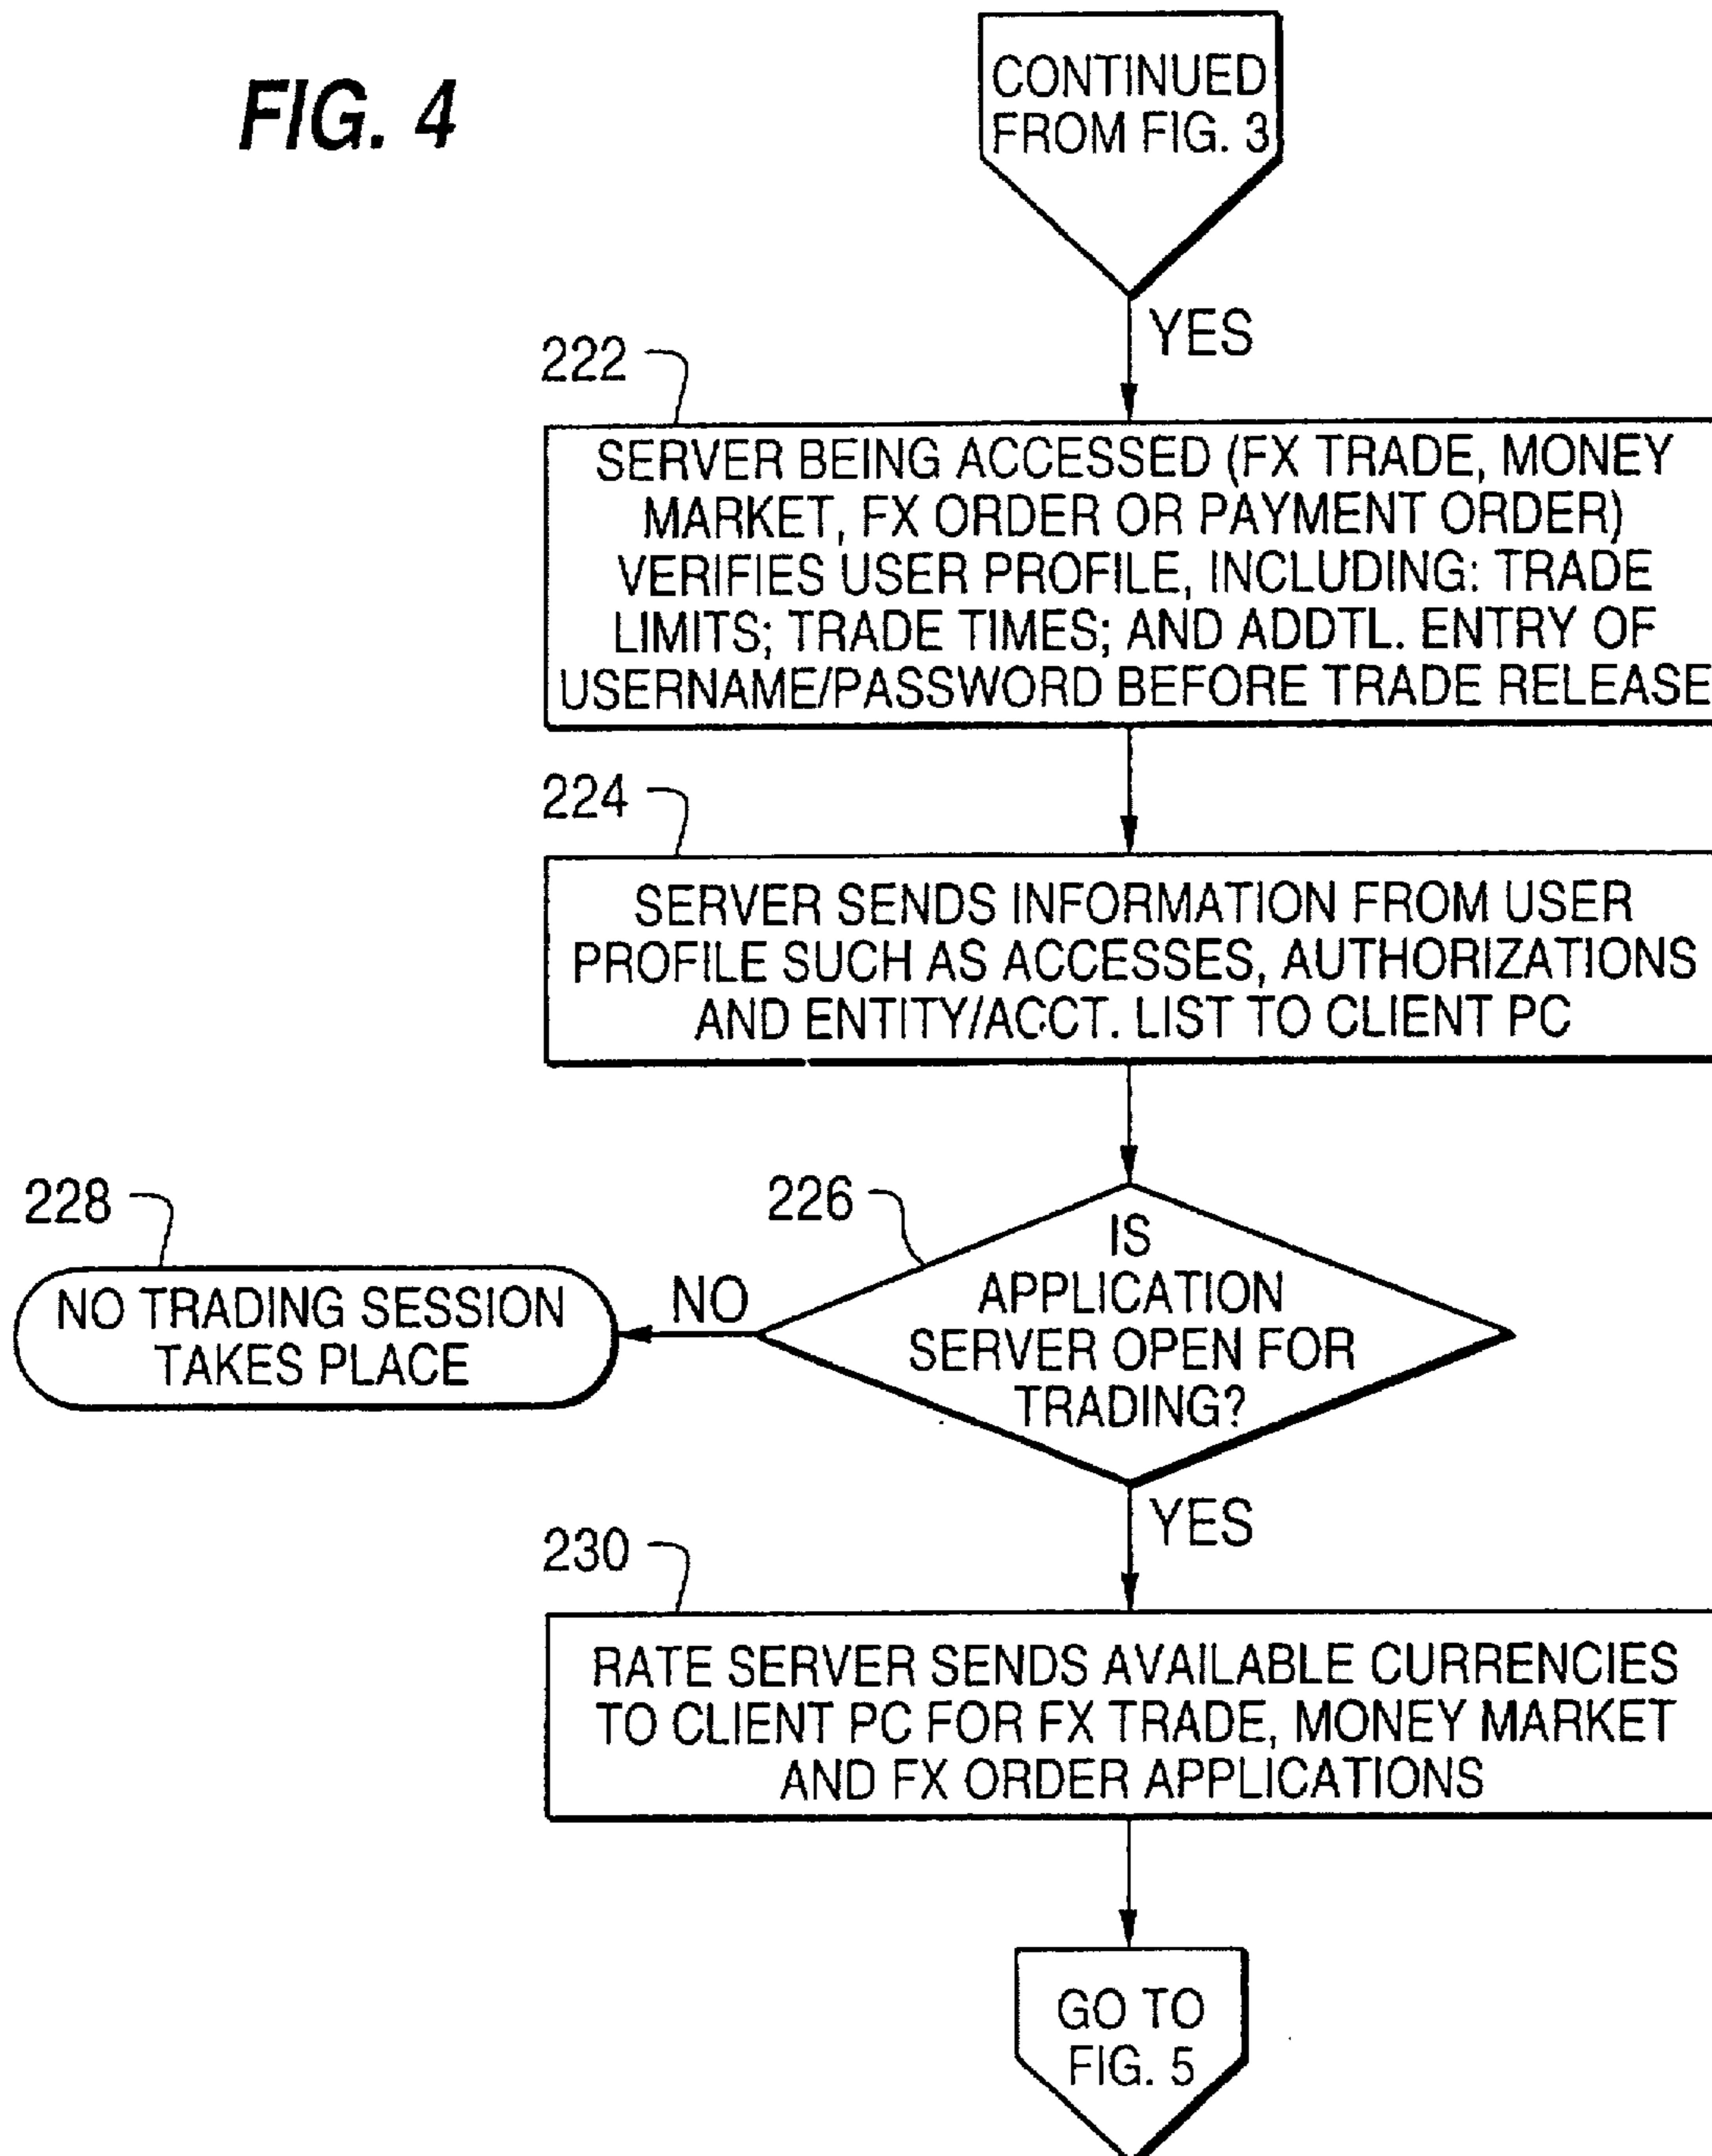 FIG. 4
CONTINUED
FROM FIG. 3
YES
222
SERVER BEING ACCESSED (FX TRADE, MONEY
MARKET, FX ORDER OR PAYMENT ORDER)
VERIFIES USER PROFILE, INCLUDING: TRADE
LIMITS; TRADE TIMES; AND ADDTL. ENTRY OF
USERNAME/PASSWORD BEFORE TRADE RELEASE
224
SERVER SENDS INFORMATION FROM USER
PROFILE SUCH AS ACCESSES, AUTHORIZATIONS
AND ENTITY/ACCT. LIST TO CLIENT PC
226
IS
APPLICATION
SERVER OPEN FOR
TRADING?
NO
228
NO TRADING SESSION
TAKES PLACE
YES
230
RATE SERVER SENDS AVAILABLE CURRENCIES
TO CLIENT PC FOR FX TRADE, MONEY MARKET
AND FX ORDER APPLICATIONS
GO TO
FIG. 5